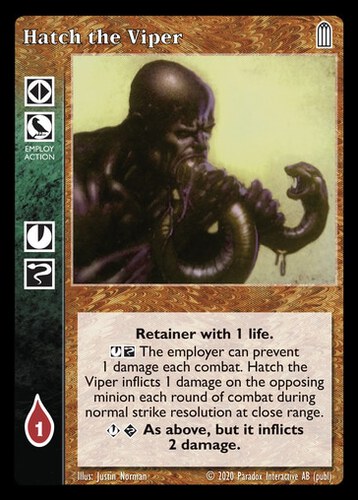 Hatch the Viper
EMPLOY
ACTION
Retainer with 1 life.
The employer can prevent
1 damage each combat. Hatch the
Viper inflicts 1 damage on the opposing
minion each round of combat during
normal strike resolution at close range.
As above, but it inflicts
2 damage.
1
Illus: Justin Norman
© 2020 Paradox Interactive AB (publ)